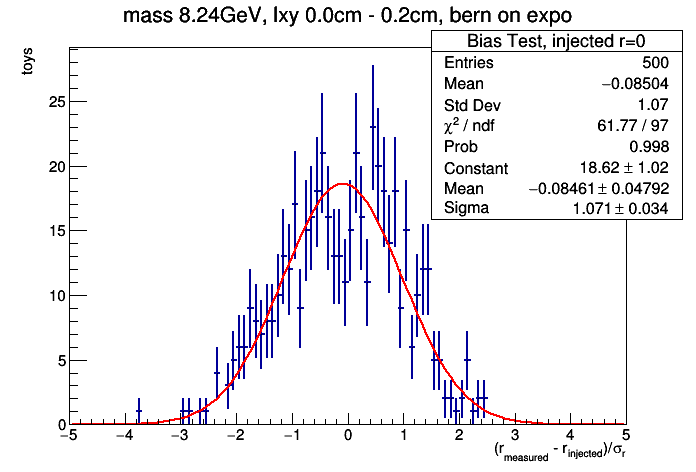 mass 8.24GeV, lxy 0.0cm - 0.2cm, bern on expo
Bias Test, injected r=0
Entries 500
Mean −0.08504
Std Dev 1.07
χ² / ndf 61.77 / 97
Prob 0.998
Constant 18.62 ± 1.02
Mean −0.08461 ± 0.04792
Sigma 1.071 ± 0.034
toys
25
20
15
10
5
0
−5 −4 −3 −2 −1 0 1 2 3 4 5
(r_measured - r_injected)/σ_r